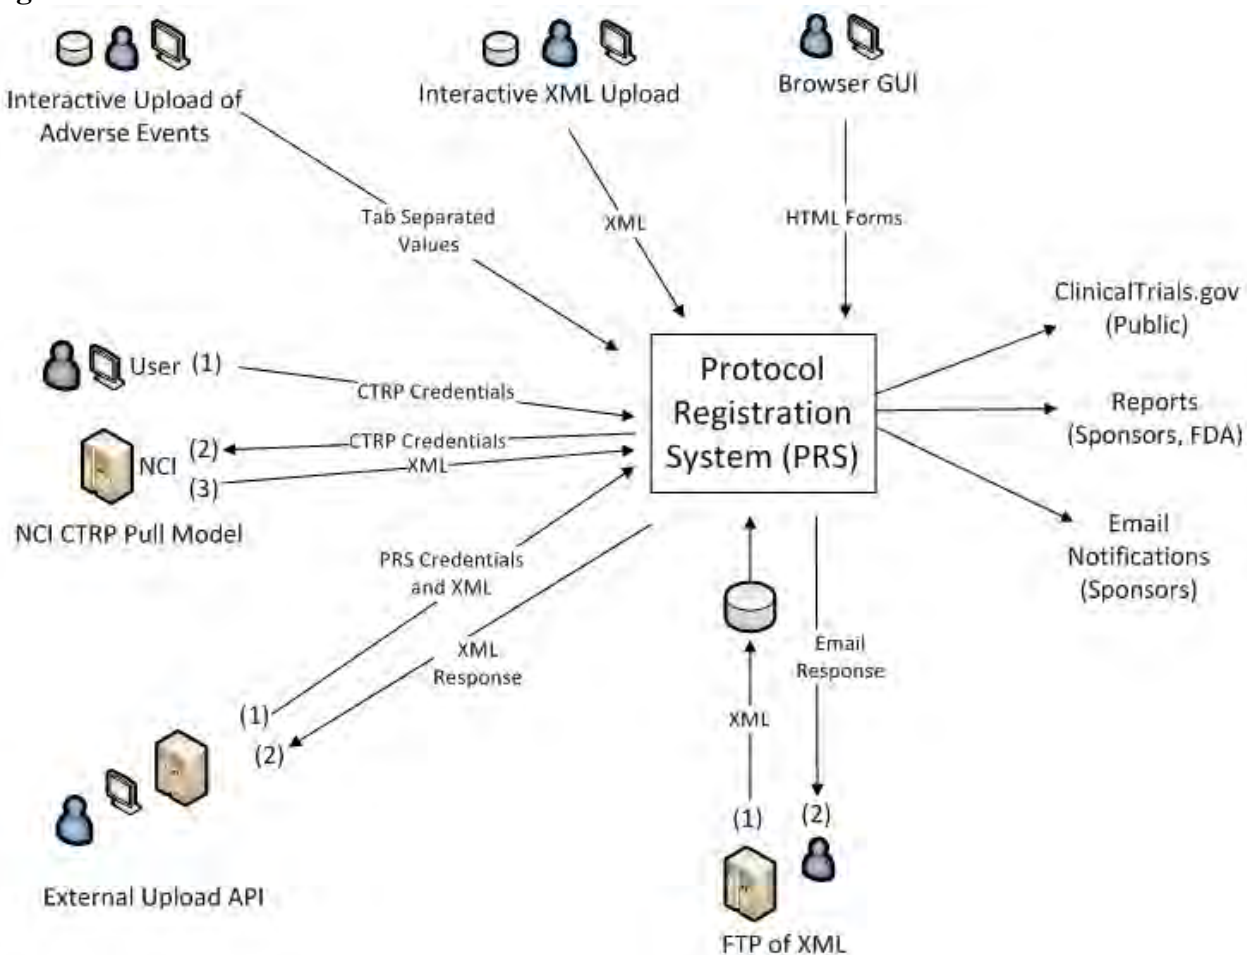 Interactive Upload of
Adverse Events
Interactive XML Upload
Browser GUI
Tab Separated
Values
XML
HTML Forms
ClinicalTrials.gov
(Public)
Reports
(Sponsors, FDA)
Email
Notifications
(Sponsors)
Protocol
Registration
System (PRS)
User (1)
CTRP Credentials
(2)
CTRP Credentials
NCI
XML
(3)
NCI CTRP Pull Model
PRS Credentials
and XML
XML
Response
(1)
(2)
External Upload API
Email
Response
XML
(1)
(2)
FTP of XML